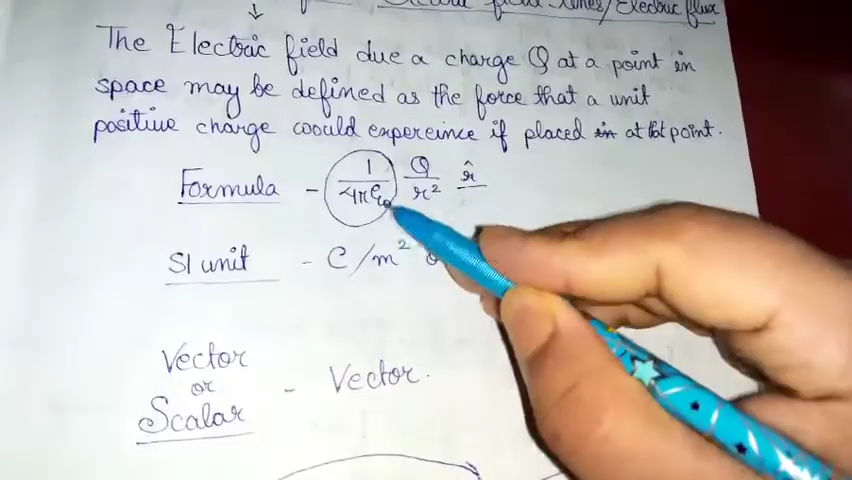 Electric field lines/Electric flux
The Electric field due a charge Q at a point in
space may be defined as the force that a unit
positive charge coould expereince if placed in at that point.
Formula - 1/4πε₀ Q/r² r̂
SI unit - C/m²
Vector
or
Scalar - Vector.